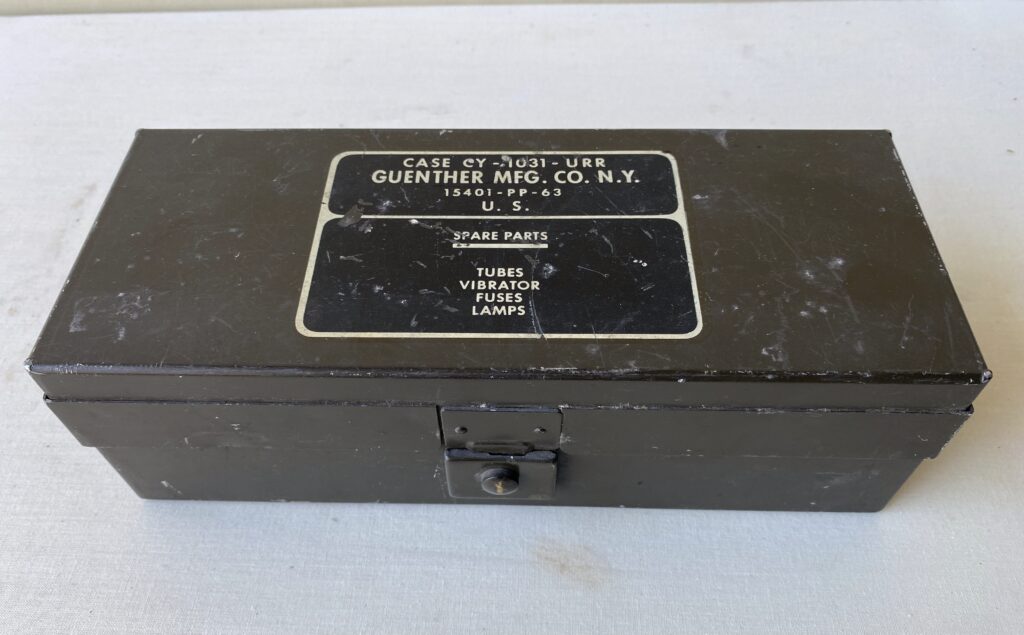 CASE CY-1031-URR
GUENTHER MFG. CO. N.Y.
15401-PP-63
U. S.
SPARE PARTS
TUBES
VIBRATOR
FUSES
LAMPS